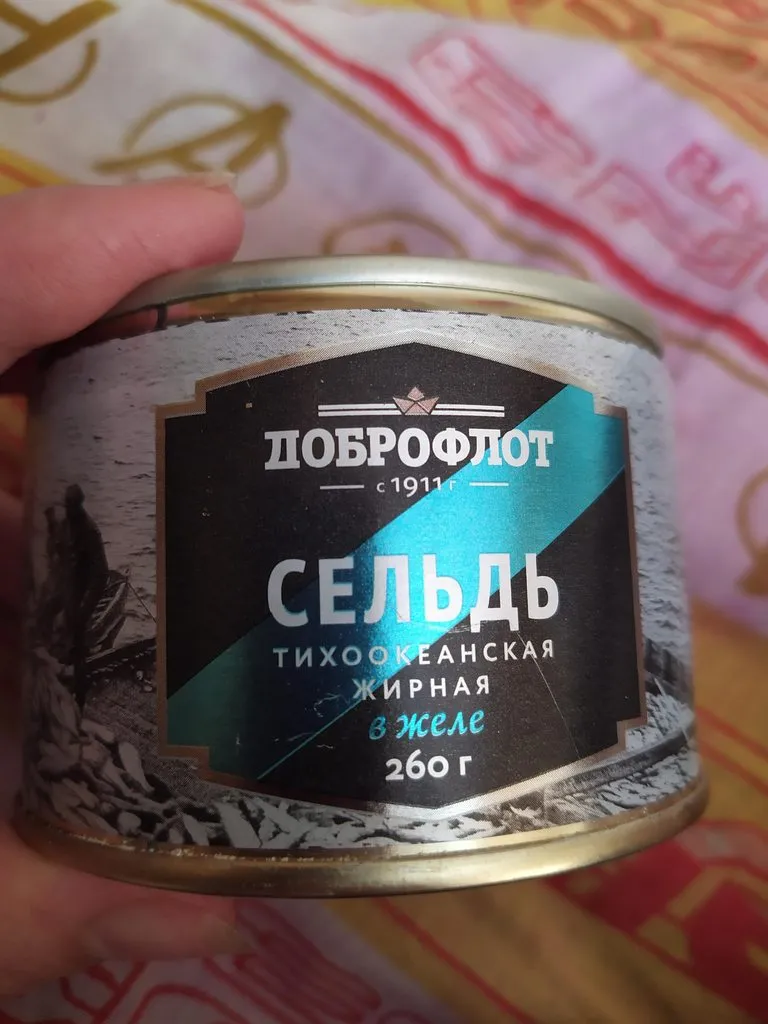 ДОБРОФЛОТ
с 1911 г
СЕЛЬДЬ
ТИХООКЕАНСКАЯ
ЖИРНАЯ
в желе
260 г